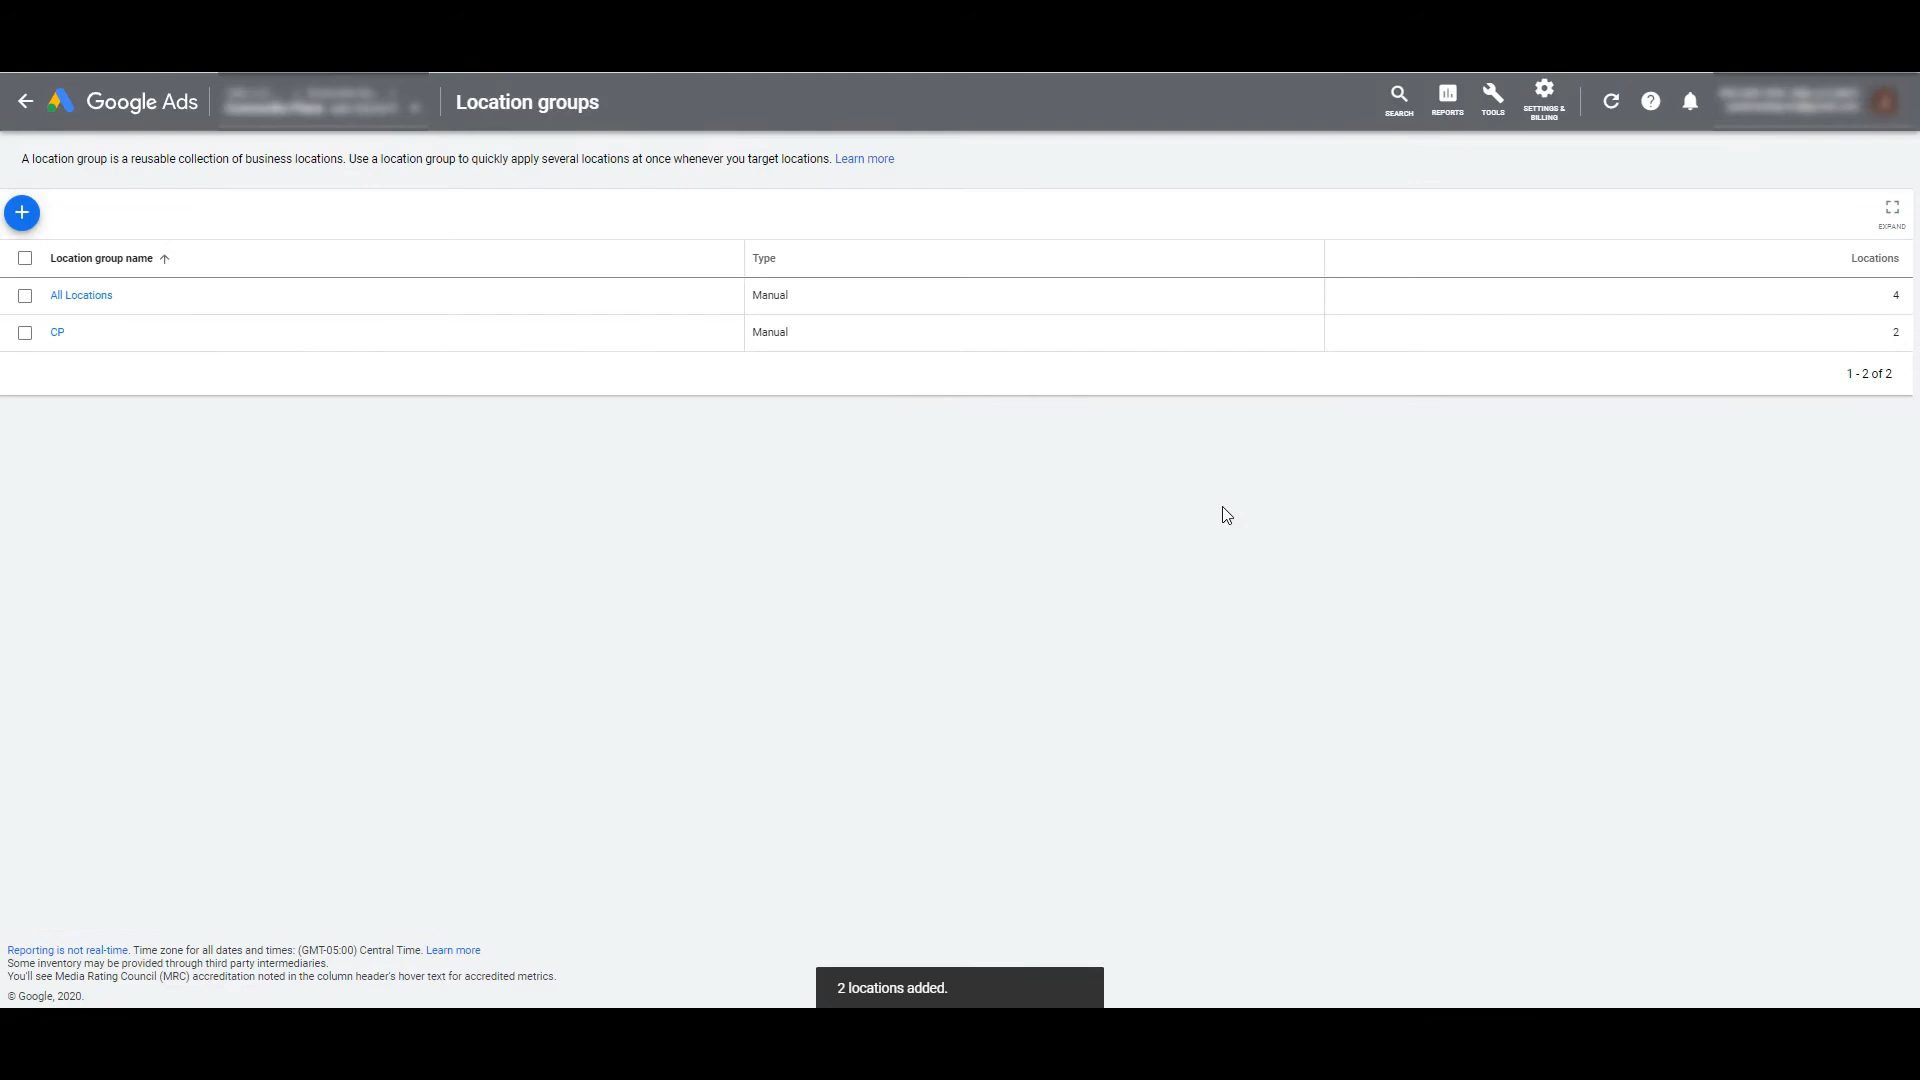 Google Ads
Location groups
SEARCH
REPORTS
TOOLS
SETTINGS &
BILLING
A location group is a reusable collection of business locations. Use a location group to quickly apply several locations at once whenever you target locations. Learn more
EXPAND
Location group name Type Locations
All Locations Manual 4
CP Manual 2
1 - 2 of 2
Reporting is not real-time. Time zone for all dates and times: (GMT-05:00) Central Time. Learn more
Some inventory may be provided through third party intermediaries.
You'll see Media Rating Council (MRC) accreditation noted in the column header's hover text for accredited metrics.
© Google, 2020.
2 locations added.